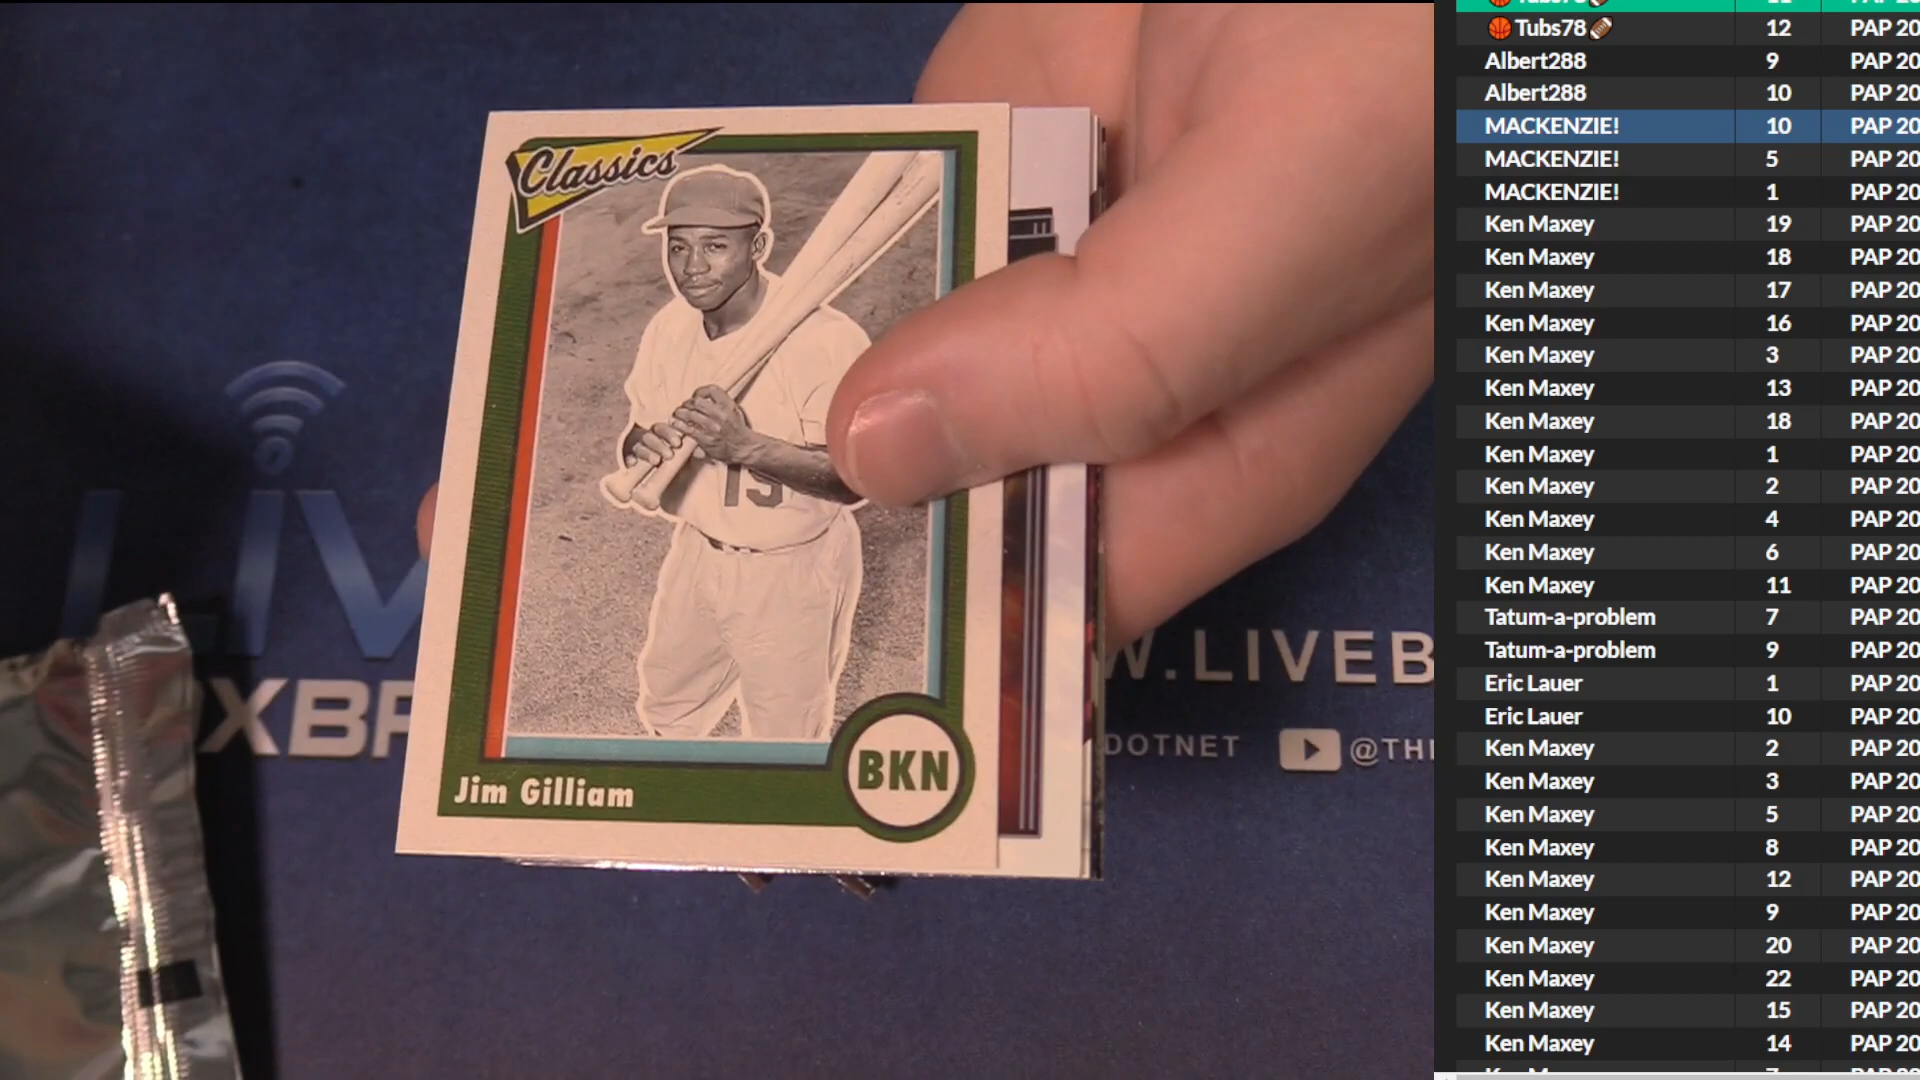 Classics
19
BKN
Jim Gilliam
LIV
XBR
W.LIVEB
DOTNET
@TH
Tubs78 12 PAP 20
Albert288 9 PAP 20
Albert288 10 PAP 20
MACKENZIE! 10 PAP 20
MACKENZIE! 5 PAP 20
MACKENZIE! 1 PAP 20
Ken Maxey 19 PAP 20
Ken Maxey 18 PAP 20
Ken Maxey 17 PAP 20
Ken Maxey 16 PAP 20
Ken Maxey 3 PAP 20
Ken Maxey 13 PAP 20
Ken Maxey 18 PAP 20
Ken Maxey 1 PAP 20
Ken Maxey 2 PAP 20
Ken Maxey 4 PAP 20
Ken Maxey 6 PAP 20
Ken Maxey 11 PAP 20
Tatum-a-problem 7 PAP 20
Tatum-a-problem 9 PAP 20
Eric Lauer 1 PAP 20
Eric Lauer 10 PAP 20
Ken Maxey 2 PAP 20
Ken Maxey 3 PAP 20
Ken Maxey 5 PAP 20
Ken Maxey 8 PAP 20
Ken Maxey 12 PAP 20
Ken Maxey 9 PAP 20
Ken Maxey 20 PAP 20
Ken Maxey 22 PAP 20
Ken Maxey 15 PAP 20
Ken Maxey 14 PAP 20